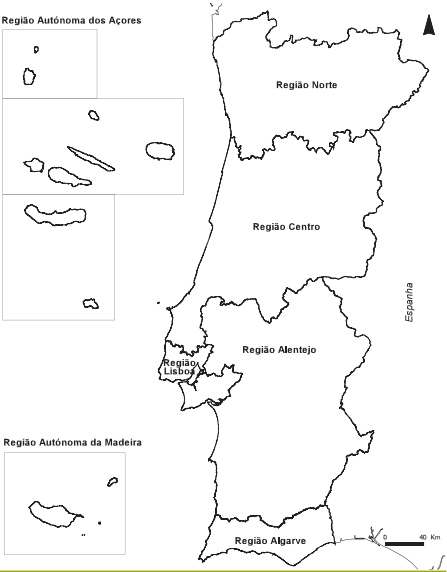 Região Autónoma dos Açores
Região Norte
Região Centro
Espanha
Região Alentejo
Região
Lisboa
Região Autónoma da Madeira
Região Algarve
0 40 Km